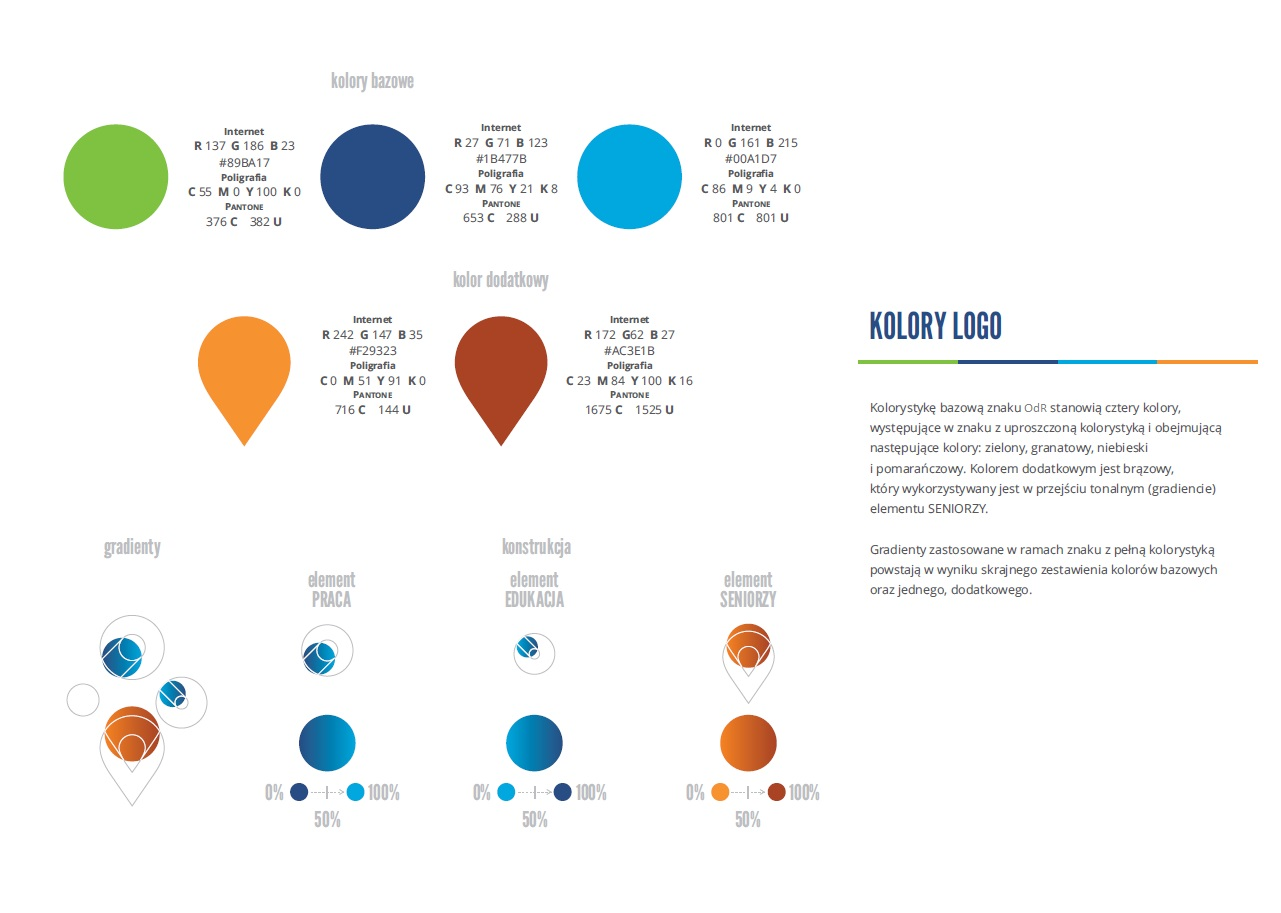 kolory bazowe
Internet
R 137 G 186 B 23
#89BA17
Poligrafia
C 55 M 0 Y 100 K 0
PANTONE
376 C 382 U
Internet
R 27 G 71 B 123
#1B477B
Poligrafia
C 93 M 76 Y 21 K 8
PANTONE
653 C 288 U
Internet
R 0 G 161 B 215
#00A1D7
Poligrafia
C 86 M 9 Y 4 K 0
PANTONE
801 C 801 U
kolor dodatkowy
Internet
R 242 G 147 B 35
#F29323
Poligrafia
C 0 M 51 Y 91 K 0
PANTONE
716 C 144 U
Internet
R 172 G62 B 27
#AC3E1B
Poligrafia
C 23 M 84 Y 100 K 16
PANTONE
1675 C 1525 U
gradienty
konstrukcja
element
PRACA
element
EDUKACJA
element
SENIORZY
0% 100%
50%
0% 100%
50%
0% 100%
50%
KOLORY LOGO
Kolorystykę bazową znaku OdR stanowią cztery kolory,
występujące w znaku z uproszczoną kolorystyką i obejmującą
następujące kolory: zielony, granatowy, niebieski
i pomarańczowy. Kolorem dodatkowym jest brązowy,
który wykorzystywany jest w przejściu tonalnym (gradiencie)
elementu SENIORZY.
Gradienty zastosowane w ramach znaku z pełną kolorystyką
powstają w wyniku skrajnego zestawienia kolorów bazowych
oraz jednego, dodatkowego.